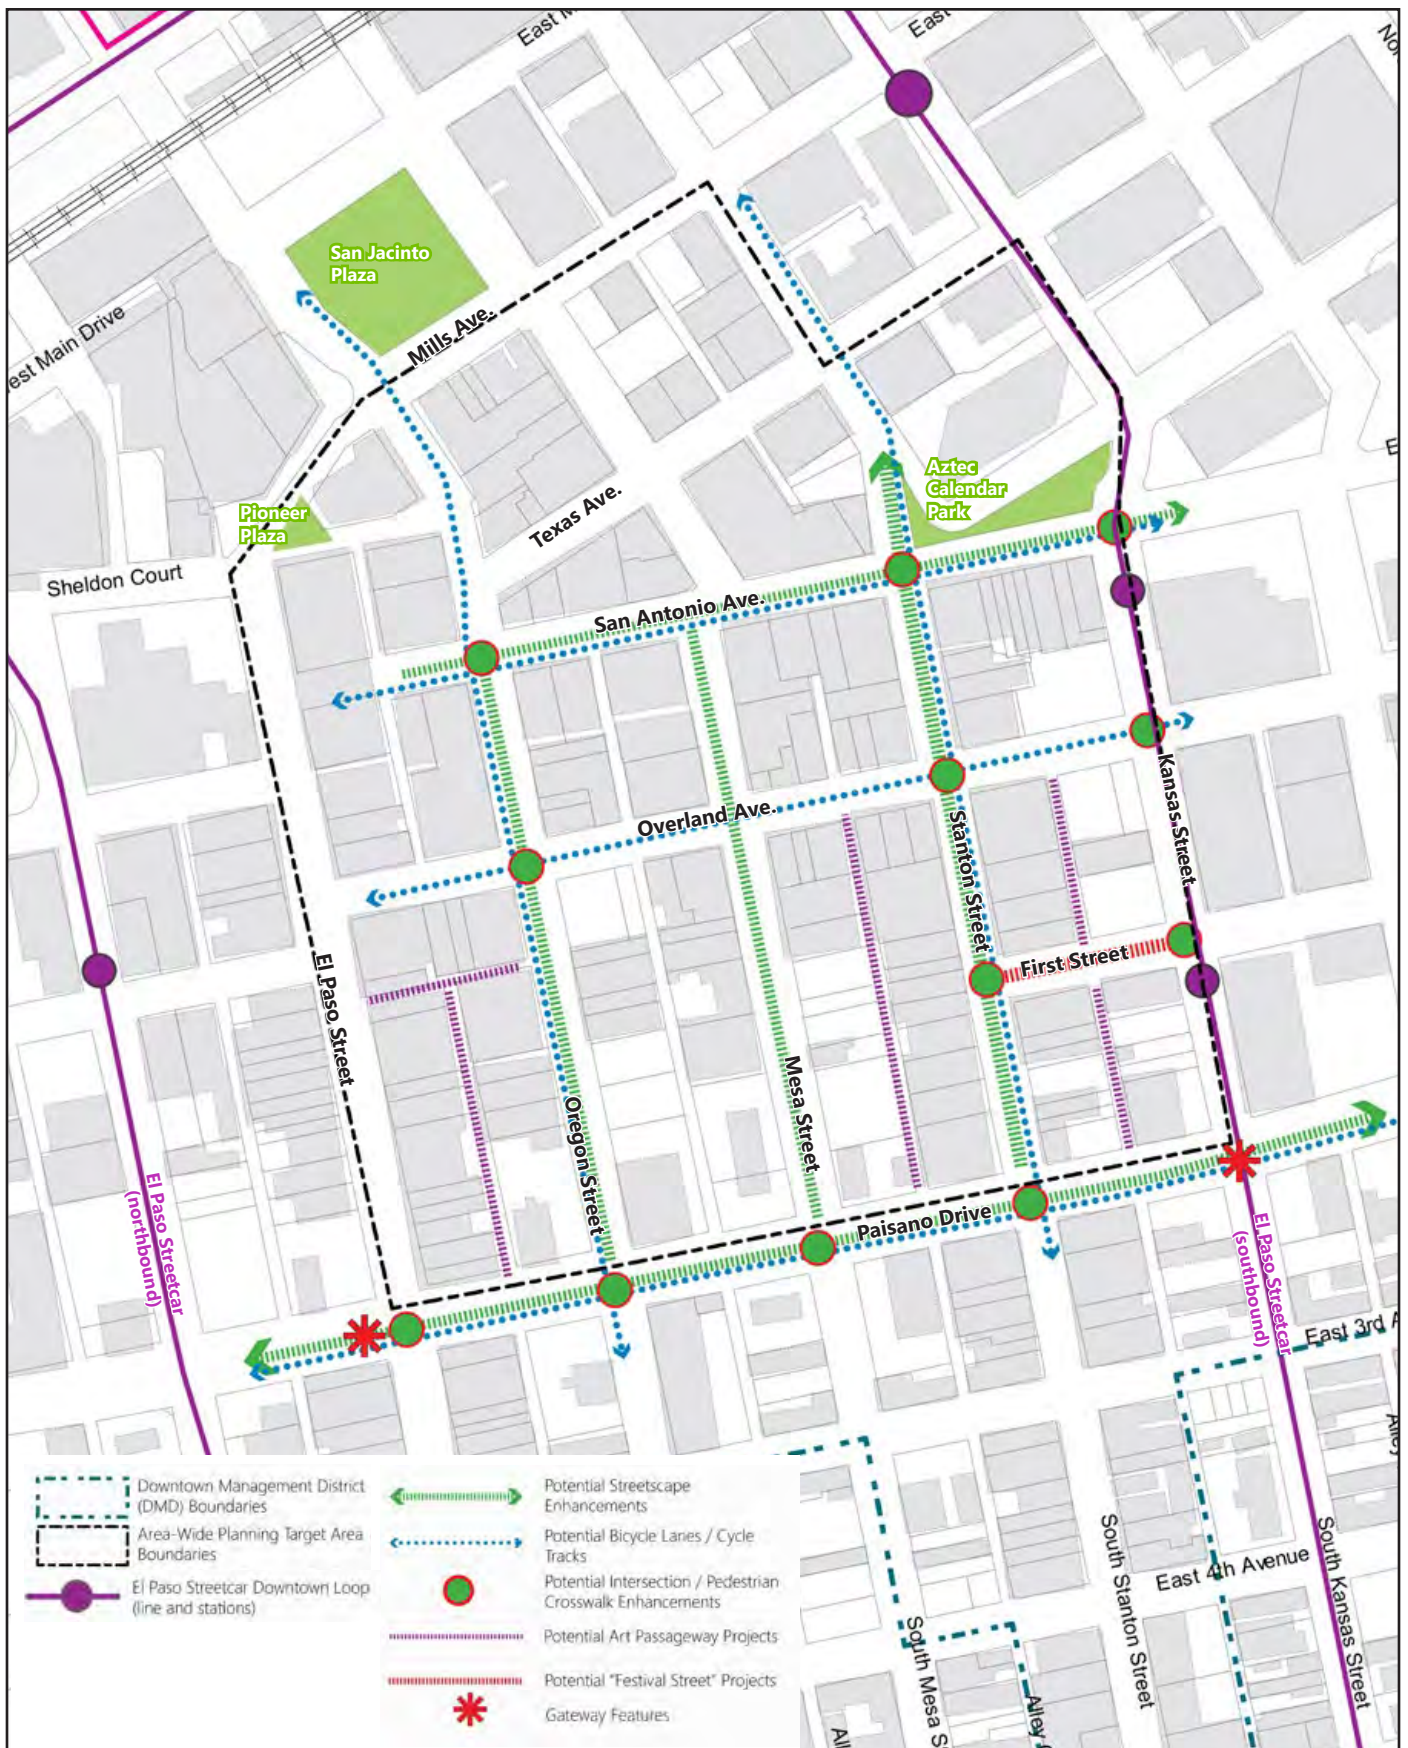 East M
East
No
San Jacinto
Plaza
Mills Ave.
est Main Drive
Aztec
Calendar
Park
Pioneer
Plaza
Texas Ave.
E
Sheldon Court
San Antonio Ave.
Overland Ave.
Kansas Street
Stanton Street
First Street
El Paso Street
Mesa Street
Oregon Street
Paisano Drive
El Paso Streetcar
(northbound)
El Paso Streetcar
(southbound)
East 3rd A
Alley
Downtown Management District
(DMD) Boundaries
Area-Wide Planning Target Area
Boundaries
El Paso Streetcar Downtown Loop
(line and stations)
Potential Streetscape
Enhancements
Potential Bicycle Lanes / Cycle
Tracks
Potential Intersection / Pedestrian
Crosswalk Enhancements
Potential Art Passageway Projects
Potential "Festival Street" Projects
Gateway Features
South Stanton Street
East 4th Avenue
South Kansas Street
South Mesa S
Alley
All